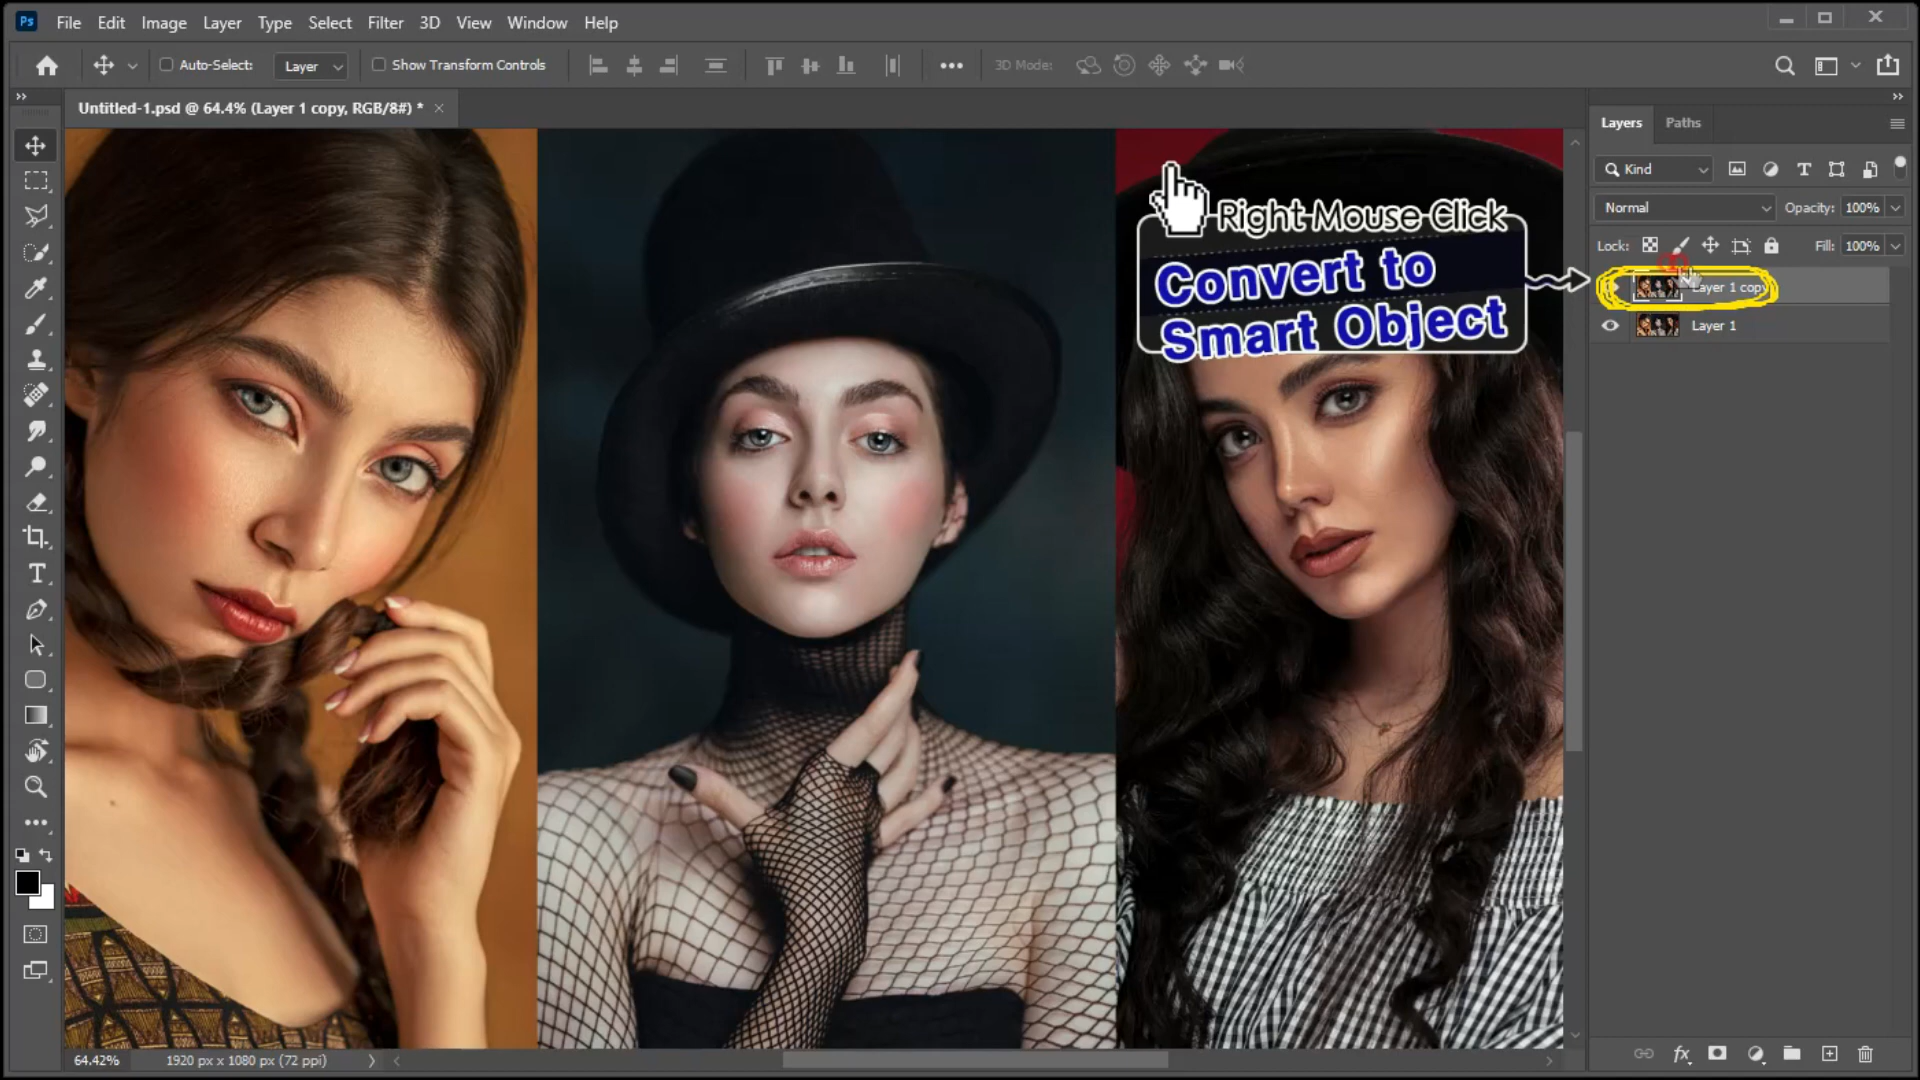 Ps File Edit Image Layer Type Select Filter 3D View Window Help
Auto-Select: Layer Show Transform Controls ••• 3D Mode:
Untitled-1.psd @ 64.4% (Layer 1 copy, RGB/8#) * ×
Layers Paths
Kind
Normal Opacity: 100%
Lock: Fill: 100%
Right Mouse Click
Convert to
Smart Object
Layer 1 copy
Layer 1
64.42% 1920 px x 1080 px (72 ppi)
fx